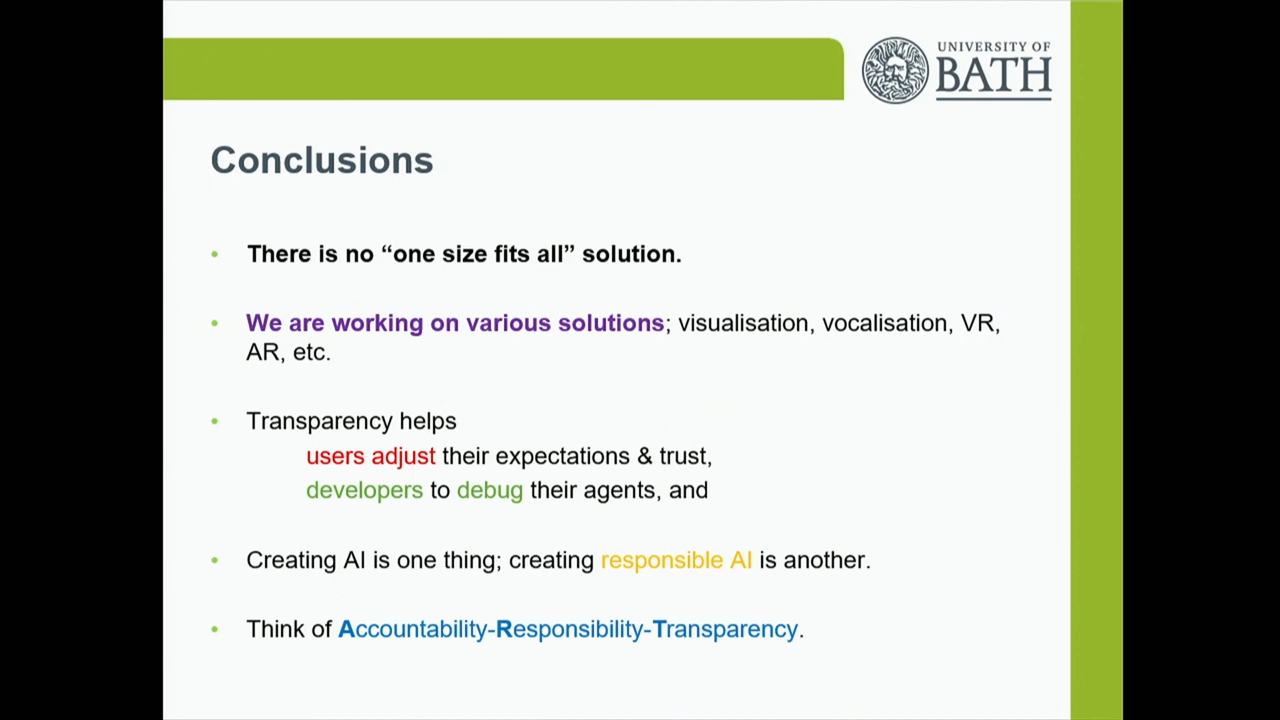 UNIVERSITY OF
BATH
Conclusions
• There is no “one size fits all” solution.
• We are working on various solutions; visualisation, vocalisation, VR,
AR, etc.
• Transparency helps
users adjust their expectations & trust,
developers to debug their agents, and
• Creating AI is one thing; creating responsible AI is another.
• Think of Accountability-Responsibility-Transparency.